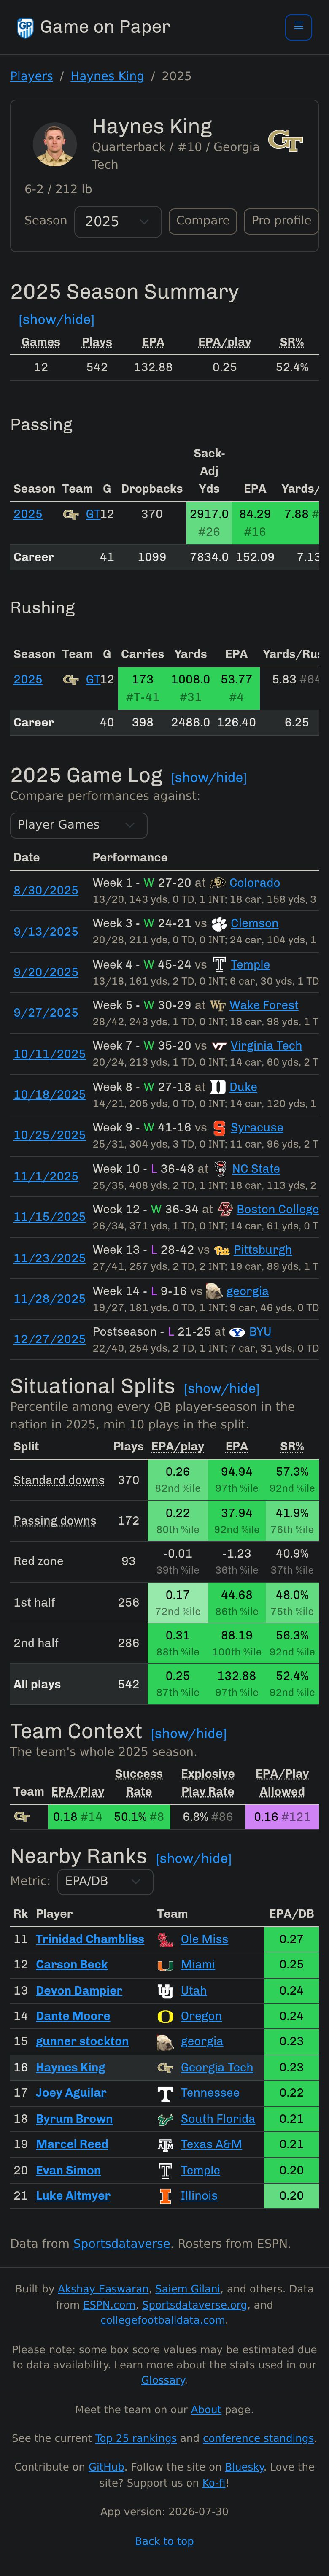 GP Game on Paper
Players / Haynes King / 2025
Haynes King
Quarterback / #10 / Georgia
Tech
6-2 / 212 lb
Season 2025 Compare Pro profile
2025 Season Summary
[show/hide]
Games Plays EPA EPA/play SR%
12 542 132.88 0.25 52.4%
Passing
Sack-
Adj
Season Team G Dropbacks Yds EPA Yards/
2025 GT 12 370 2917.0 84.29 7.88 #
#26 #16
Career 41 1099 7834.0 152.09 7.13
Rushing
Season Team G Carries Yards EPA Yards/Rus
2025 GT 12 173 1008.0 53.77 5.83 #64
#T-41 #31 #4
Career 40 398 2486.0 126.40 6.25
2025 Game Log [show/hide]
Compare performances against:
Player Games
Date Performance
8/30/2025 Week 1 - W 27-20 at Colorado
13/20, 143 yds, 0 TD, 1 INT; 18 car, 158 yds, 3
9/13/2025 Week 3 - W 24-21 vs Clemson
20/28, 211 yds, 0 TD, 0 INT; 24 car, 104 yds, 1
9/20/2025 Week 4 - W 45-24 vs Temple
13/18, 161 yds, 2 TD, 0 INT; 6 car, 30 yds, 1 TD
9/27/2025 Week 5 - W 30-29 at Wake Forest
28/42, 243 yds, 1 TD, 0 INT; 18 car, 98 yds, 1 T
10/11/2025 Week 7 - W 35-20 vs Virginia Tech
20/24, 213 yds, 1 TD, 0 INT; 14 car, 60 yds, 2 T
10/18/2025 Week 8 - W 27-18 at Duke
14/21, 205 yds, 0 TD, 0 INT; 14 car, 120 yds, 1
10/25/2025 Week 9 - W 41-16 vs Syracuse
25/31, 304 yds, 3 TD, 0 INT; 11 car, 96 yds, 2 T
11/1/2025 Week 10 - L 36-48 at NC State
25/35, 408 yds, 2 TD, 1 INT; 18 car, 113 yds, 2
11/15/2025 Week 12 - W 36-34 at Boston College
26/34, 371 yds, 1 TD, 0 INT; 14 car, 61 yds, 0 T
11/23/2025 Week 13 - L 28-42 vs Pittsburgh
27/41, 257 yds, 2 TD, 2 INT; 19 car, 89 yds, 1 T
11/28/2025 Week 14 - L 9-16 vs georgia
19/27, 181 yds, 0 TD, 1 INT; 9 car, 46 yds, 0 TD
12/27/2025 Postseason - L 21-25 at BYU
22/40, 254 yds, 2 TD, 1 INT; 7 car, 31 yds, 0 TD
Situational Splits [show/hide]
Percentile among every QB player-season in the
nation in 2025, min 10 plays in the split.
Split Plays EPA/play EPA SR%
Standard downs 370 0.26 94.94 57.3%
82nd %ile 97th %ile 92nd %ile
Passing downs 172 0.22 37.94 41.9%
80th %ile 92nd %ile 76th %ile
Red zone 93 -0.01 -1.23 40.9%
39th %ile 36th %ile 37th %ile
1st half 256 0.17 44.68 48.0%
72nd %ile 86th %ile 75th %ile
2nd half 286 0.31 88.19 56.3%
88th %ile 100th %ile 92nd %ile
All plays 542 0.25 132.88 52.4%
87th %ile 97th %ile 92nd %ile
Team Context [show/hide]
The team's whole 2025 season.
Success Explosive EPA/Play
Team EPA/Play Rate Play Rate Allowed
0.18 #14 50.1% #8 6.8% #86 0.16 #121
Nearby Ranks [show/hide]
Metric: EPA/DB
Rk Player Team EPA/DB
11 Trinidad Chambliss Ole Miss 0.27
12 Carson Beck Miami 0.25
13 Devon Dampier Utah 0.24
14 Dante Moore Oregon 0.24
15 gunner stockton georgia 0.23
16 Haynes King Georgia Tech 0.23
17 Joey Aguilar Tennessee 0.22
18 Byrum Brown South Florida 0.21
19 Marcel Reed Texas A&M 0.21
20 Evan Simon Temple 0.20
21 Luke Altmyer Illinois 0.20
Data from Sportsdataverse. Rosters from ESPN.
Built by Akshay Easwaran, Saiem Gilani, and others. Data
from ESPN.com, Sportsdataverse.org, and
collegefootballdata.com.
Please note: some box score values may be estimated due
to data availability. Learn more about the stats used in our
Glossary.
Meet the team on our About page.
See the current Top 25 rankings and conference standings.
Contribute on GitHub. Follow the site on Bluesky. Love the
site? Support us on Ko-fi!
App version: 2026-07-30
Back to top